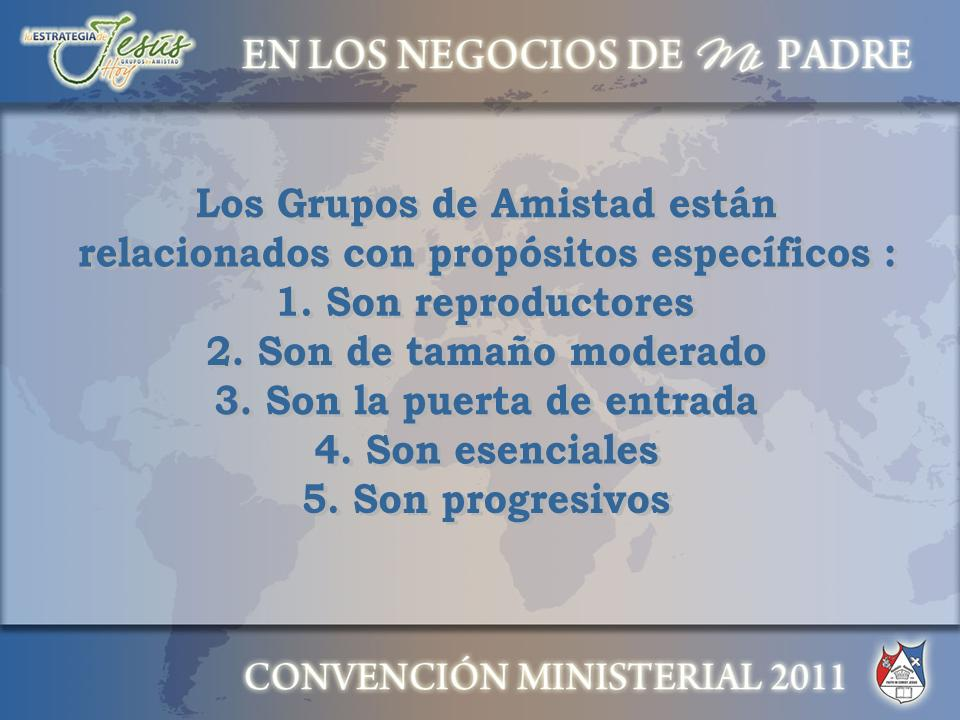 la ESTRATEGIA de
Jesús
Hoy
GRUPOS de AMISTAD
EN LOS NEGOCIOS DE Mi PADRE
Los Grupos de Amistad están
relacionados con propósitos específicos :
1. Son reproductores
2. Son de tamaño moderado
3. Son la puerta de entrada
4. Son esenciales
5. Son progresivos
CONVENCIÓN MINISTERIAL 2011